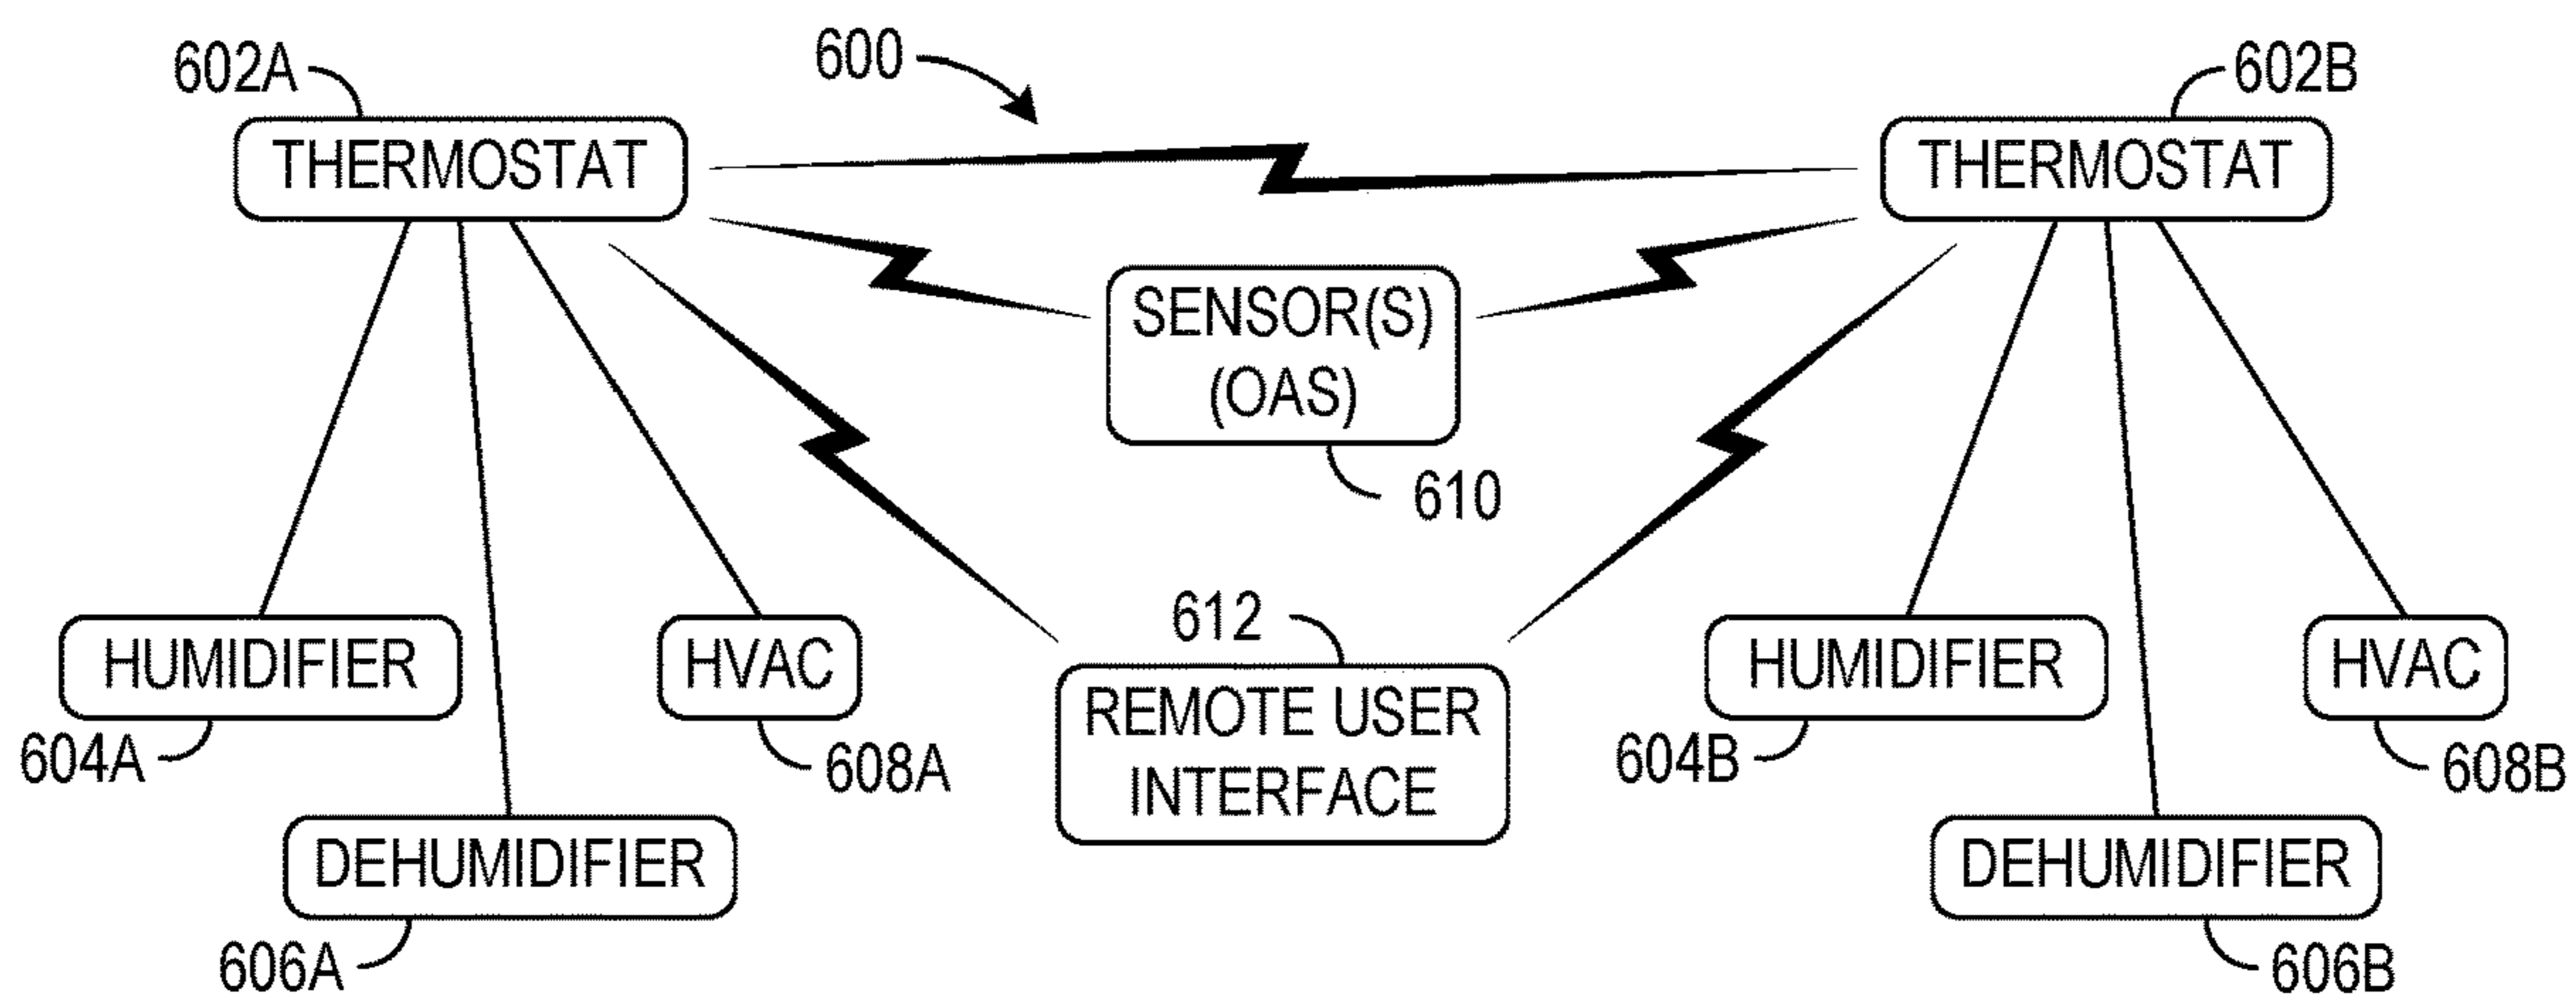 600
602A
602B
THERMOSTAT
THERMOSTAT
SENSOR(S)
(OAS)
610
612
HUMIDIFIER
HVAC
REMOTE USER
INTERFACE
HUMIDIFIER
HVAC
604A
608A
604B
608B
DEHUMIDIFIER
DEHUMIDIFIER
606A
606B